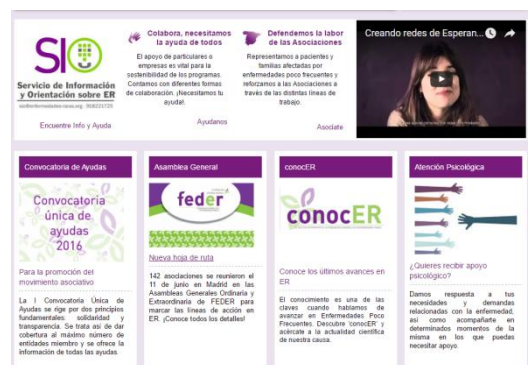 SIO
Servicio de Información
y Orientación sobre ER
Encuentre Info y Ayuda
Colabora, necesitamos
la ayuda de todos
El apoyo de particulares o
empresas es vital para la
sostenibilidad de los programas.
Contamos con diferentes formas
de colaboración. ¡Necesitamos tu
ayuda!.
Ayudanos
Defendemos la labor
de las Asociaciones
Representamos a pacientes y
familias afectadas por
enfermedades poco frecuentes y
reforzamos a las Asociaciones a
través de las distintas líneas de
trabajo.
Asociate
Creando redes de Esperan...
Convocatoria de Ayudas
Convocatoria
única de
ayudas
2016
Para la promoción del
movimiento asociativo
La I Convocatoria Única de
Ayudas se rige por dos principios
fundamentales: solidaridad y
transparencia. Se trata así de dar
cobertura al máximo número de
entidades miembro y se ofrece la
información de todas las ayudas
Asamblea General
feder
Nueva hoja de ruta
142 asociaciones se reunieron el
11 de junio en Madrid en las
Asambleas Generales Ordinaria y
Extraordinaria de FEDER para
marcar las líneas de acción en
ER. ¡Conoce todos los detalles!
conocER
conocER
Conoce los últimos avances en
ER
El conocimiento es una de las
claves cuando hablamos de
avanzar en Enfermedades Poco
Frecuentes. Descubre 'conocER' y
acércate a la actualidad científica
de nuestra causa.
Atención Psicológica
¿Quieres recibir apoyo
psicológico?
Damos respuesta a tus
necesidades y demandas
relacionadas con la enfermedad,
así como acompañarte en
determinados momentos de la
misma en los que puedas
necesitar apoyo.